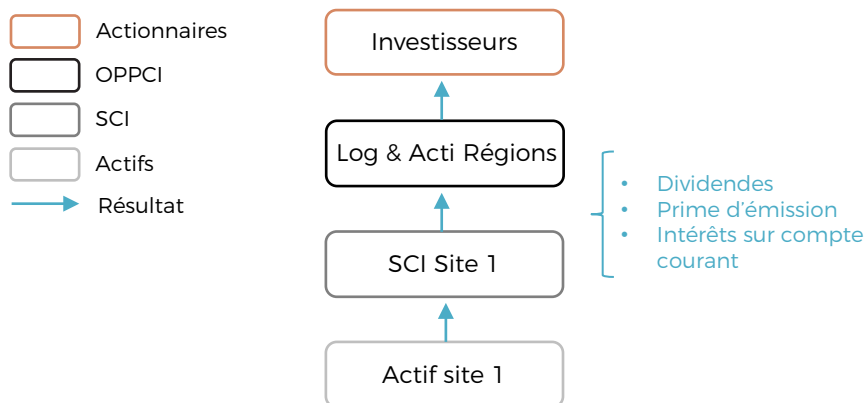 Actionnaires
OPPCI
SCI
Actifs
Résultat
Investisseurs
Log & Acti Régions
SCI Site 1
Actif site 1
• Dividendes
• Prime d'émission
• Intérêts sur compte
courant